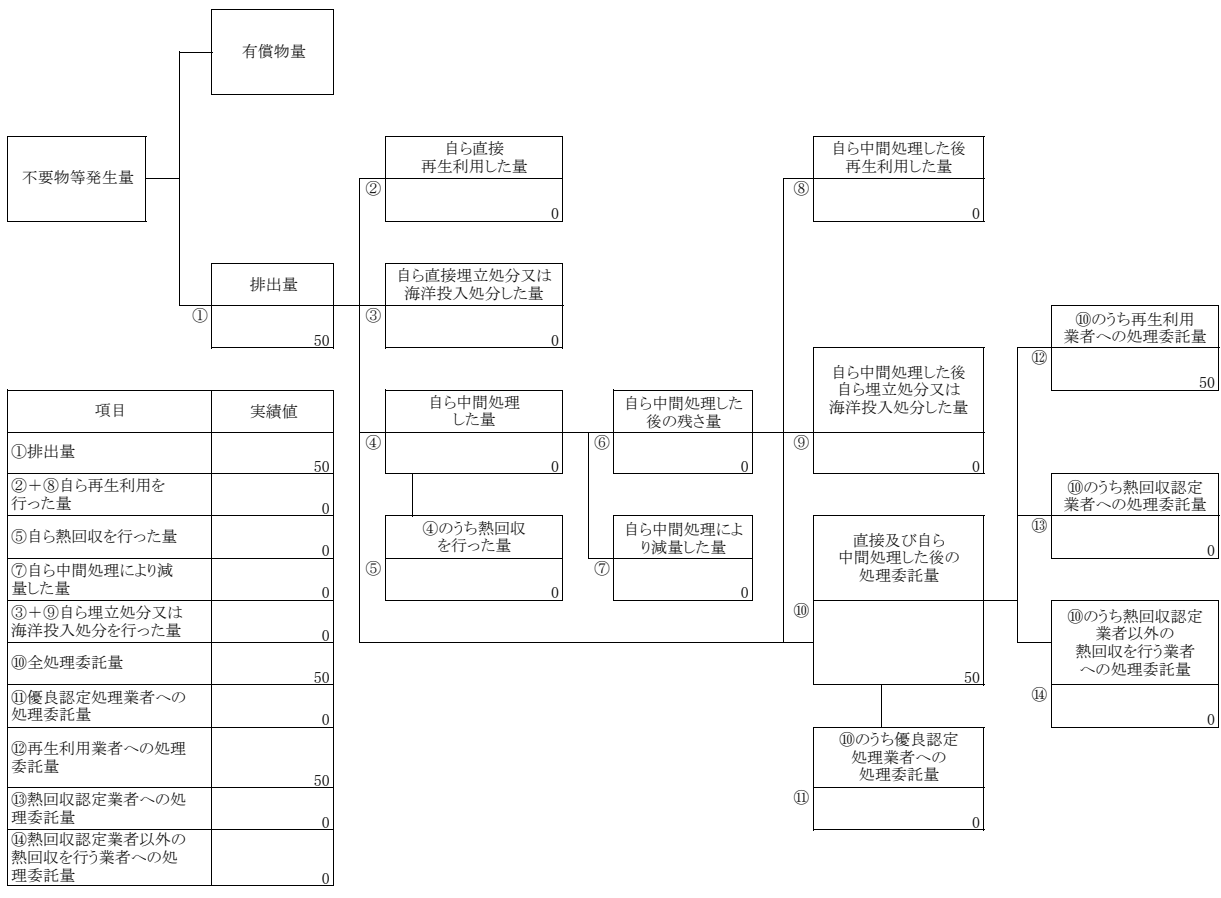 有償物量
不要物等発生量
自ら直接
再生利用した量
②
0
自ら中間処理した後
再生利用した量
⑧
0
排出量
①
50
自ら直接埋立処分又は
海洋投入処分した量
③
0
⑩のうち再生利用
業者への処理委託量
⑫
50
自ら中間処理
した量
④
0
自ら中間処理した
後の残さ量
⑥
0
自ら中間処理した後
自ら埋立処分又は
海洋投入処分した量
⑨
0
⑩のうち熱回収認定
業者への処理委託量
⑬
0
④のうち熱回収
を行った量
⑤
0
自ら中間処理によ
り減量した量
⑦
0
直接及び自ら
中間処理した後の
処理委託量
⑩
50
⑩のうち熱回収認定
業者以外の
熱回収を行う業者
への処理委託量
⑭
0
⑩のうち優良認定
処理業者への
処理委託量
⑪
0
項目 実績値
①排出量
50
②＋⑧自ら再生利用を
行った量
0
⑤自ら熱回収を行った量
0
⑦自ら中間処理により減
量した量
0
③＋⑨自ら埋立処分又は
海洋投入処分を行った量
0
⑩全処理委託量
50
⑪優良認定処理業者への
処理委託量
0
⑫再生利用業者への処理
委託量
50
⑬熱回収認定業者への処
理委託量
0
⑭熱回収認定業者以外の
熱回収を行う業者への処
理委託量
0